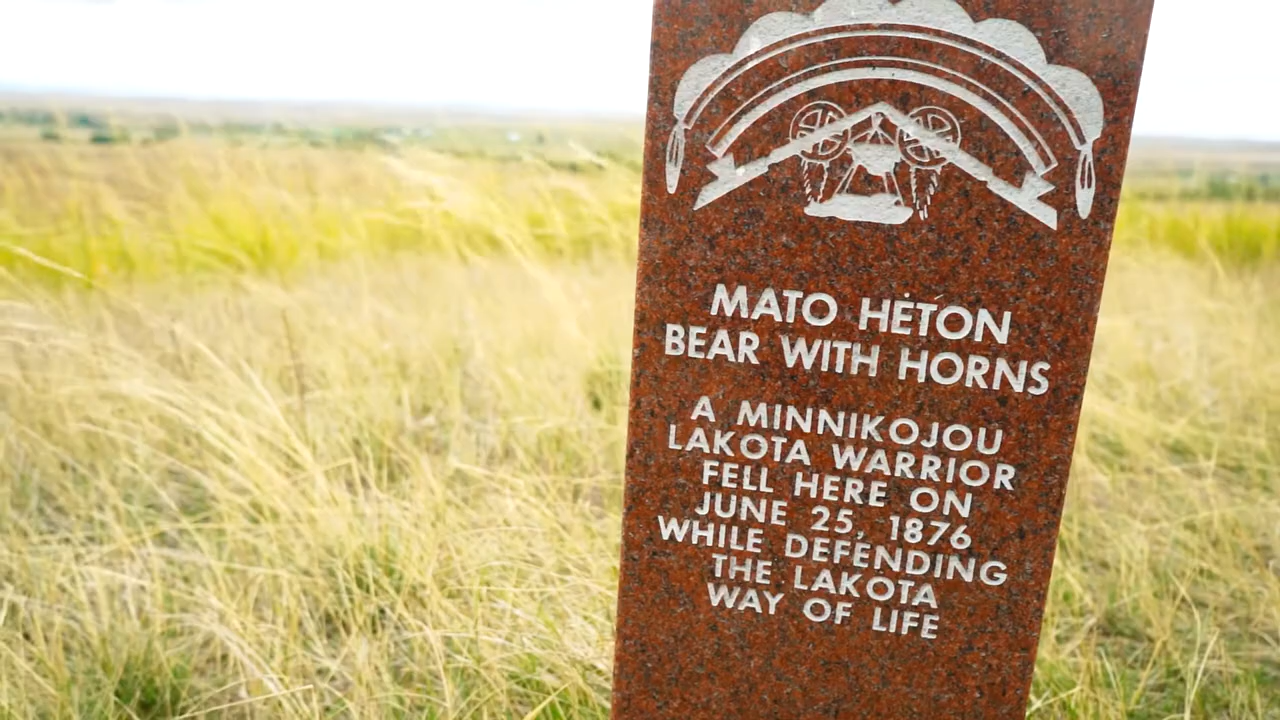 MATO HETON
BEAR WITH HORNS
A MINNIKOJOU
LAKOTA WARRIOR
FELL HERE ON
JUNE 25, 1876
WHILE DEFENDING
THE LAKOTA
WAY OF LIFE